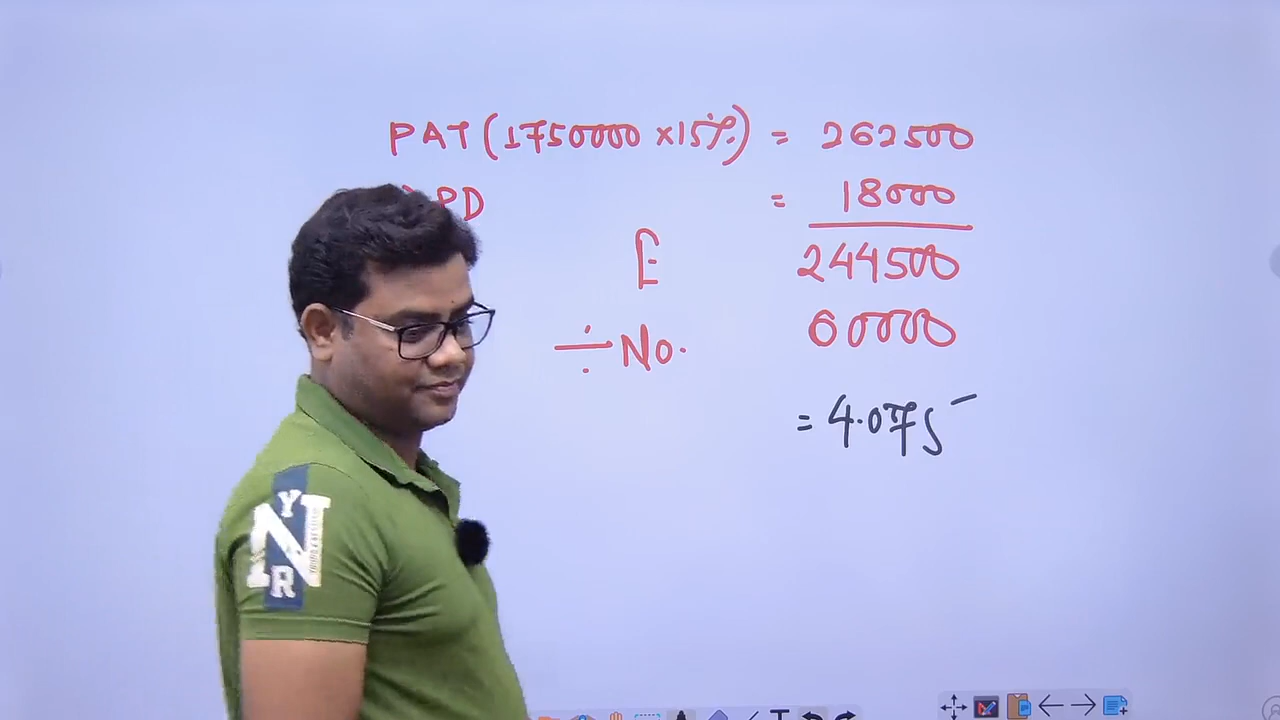 PAT (1750000 × 15%) = 262500
PD = 18000
E 244500
÷ No. 60000
= 4.075
N
Y
R